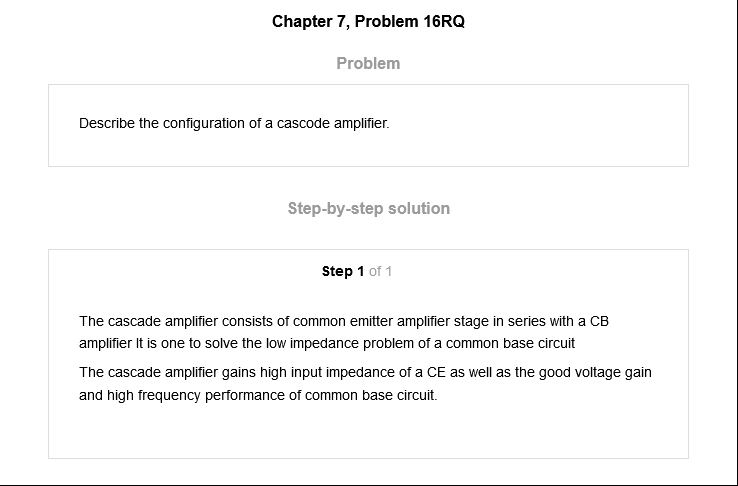 Chapter 7, Problem 16RQ
Problem
Describe the configuration of a cascode amplifier.
Step-by-step solution
Step 1 of 1
The cascade amplifier consists of common emitter amplifier stage in series with a CB
amplifier It is one to solve the low impedance problem of a common base circuit
The cascade amplifier gains high input impedance of a CE as well as the good voltage gain
and high frequency performance of common base circuit.